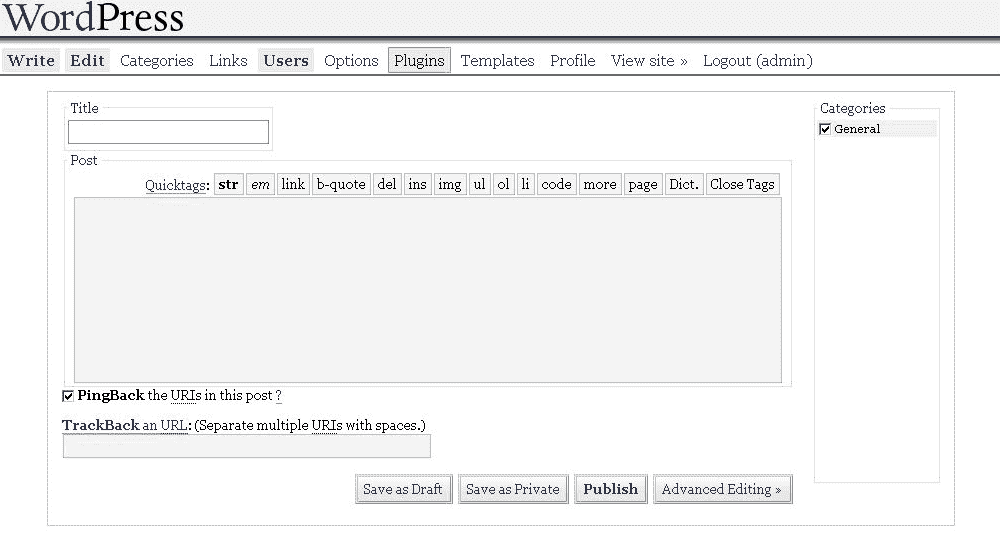 WordPress
Write Edit Categories Links Users Options Plugins Templates Profile View site » Logout (admin)
Title
Categories
General
Post
Quicktags: str em link b-quote del ins img ul ol li code more page Dict. Close Tags
PingBack the URIs in this post ?
TrackBack an URL: (Separate multiple URIs with spaces.)
Save as Draft Save as Private Publish Advanced Editing »